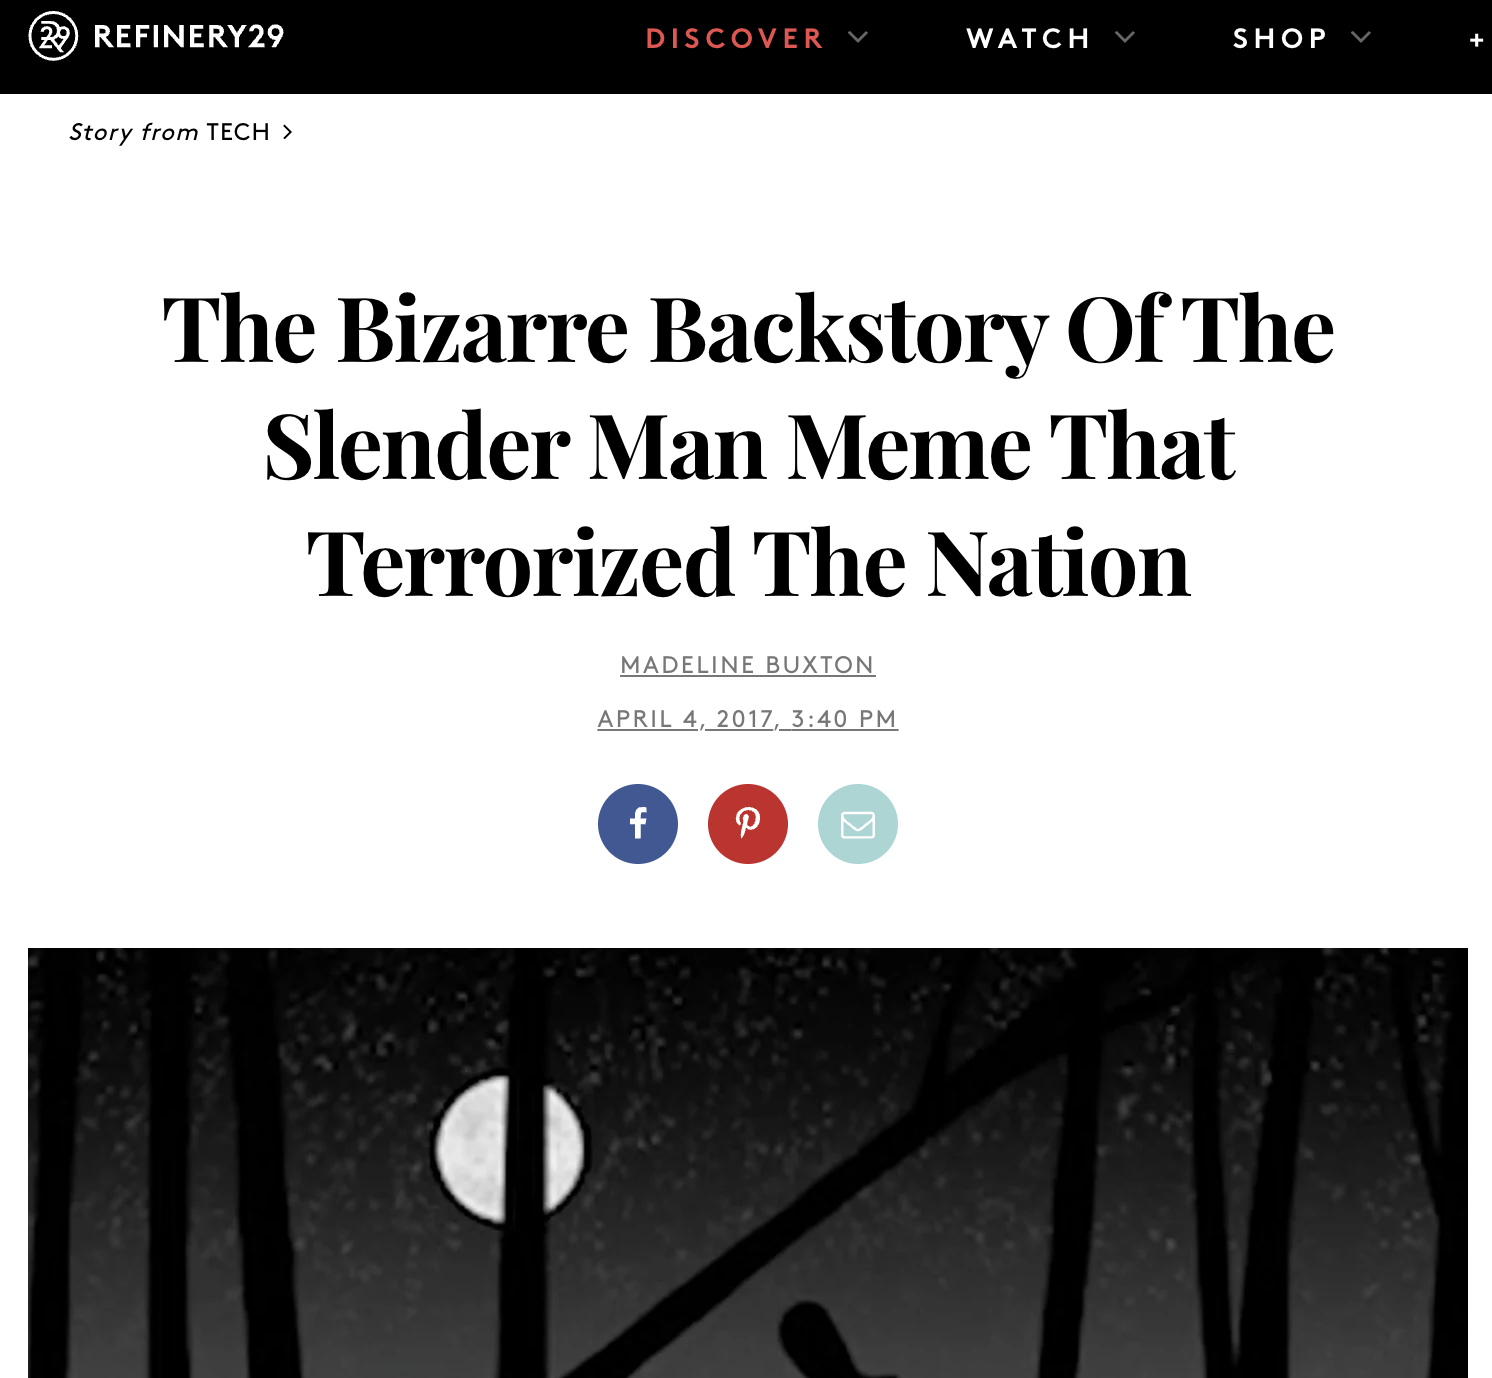 29 REFINERY29
DISCOVER WATCH SHOP +
Story from TECH >
The Bizarre Backstory Of The
Slender Man Meme That
Terrorized The Nation
MADELINE BUXTON
APRIL 4, 2017, 3:40 PM